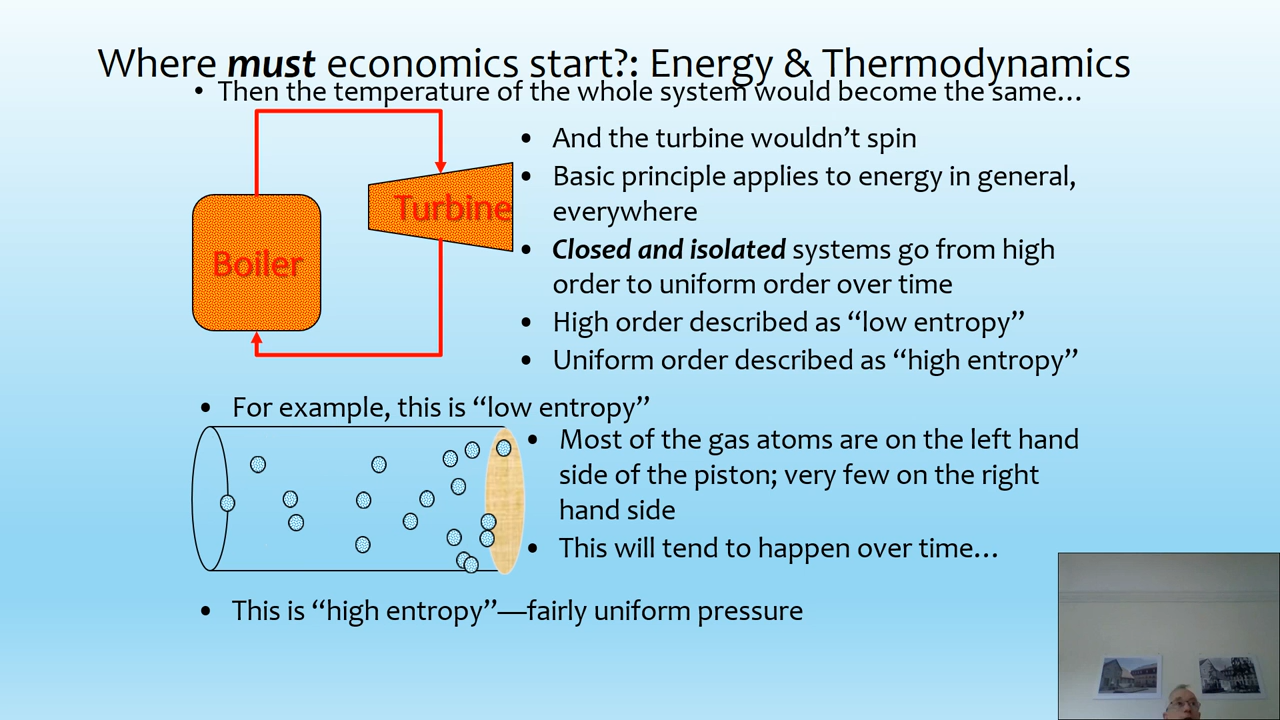 Where must economics start?: Energy & Thermodynamics
• Then the temperature of the whole system would become the same…
Boiler
Turbine
• And the turbine wouldn’t spin
• Basic principle applies to energy in general,
everywhere
• Closed and isolated systems go from high
order to uniform order over time
• High order described as “low entropy”
• Uniform order described as “high entropy”
• For example, this is “low entropy”
• Most of the gas atoms are on the left hand
side of the piston; very few on the right
hand side
• This will tend to happen over time…
• This is “high entropy”—fairly uniform pressure